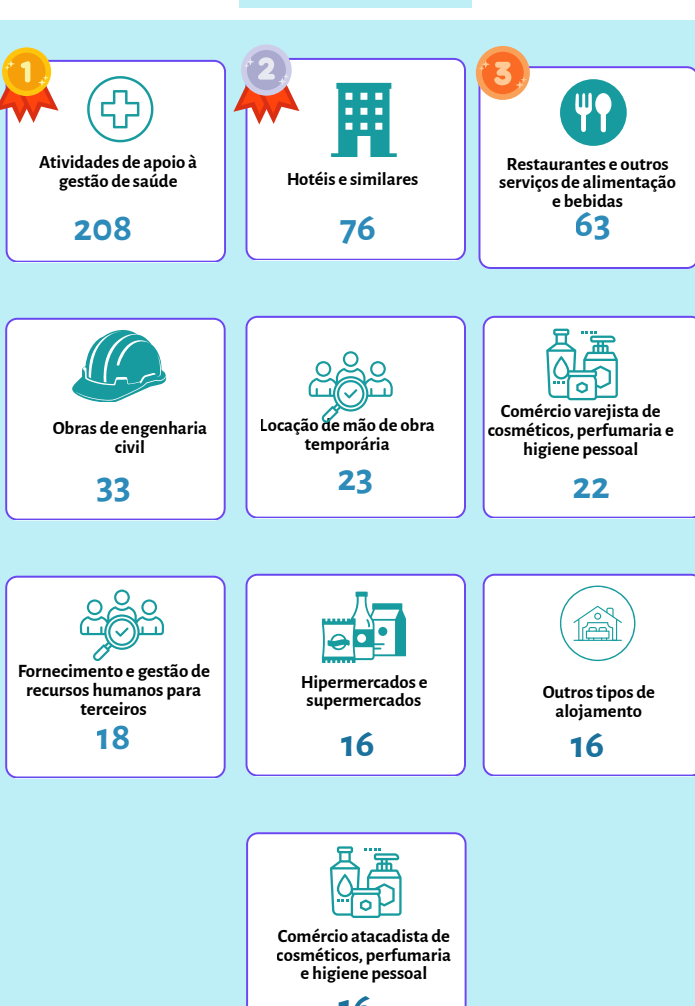 1
Atividades de apoio à
gestão de saúde
208
2
Hotéis e similares
76
3
Restaurantes e outros
serviços de alimentação
e bebidas
63
Obras de engenharia
civil
33
Locação de mão de obra
temporária
23
Comércio varejista de
cosméticos, perfumaria e
higiene pessoal
22
Fornecimento e gestão de
recursos humanos para
terceiros
18
Hipermercados e
supermercados
16
Outros tipos de
alojamento
16
Comércio atacadista de
cosméticos, perfumaria
e higiene pessoal
16